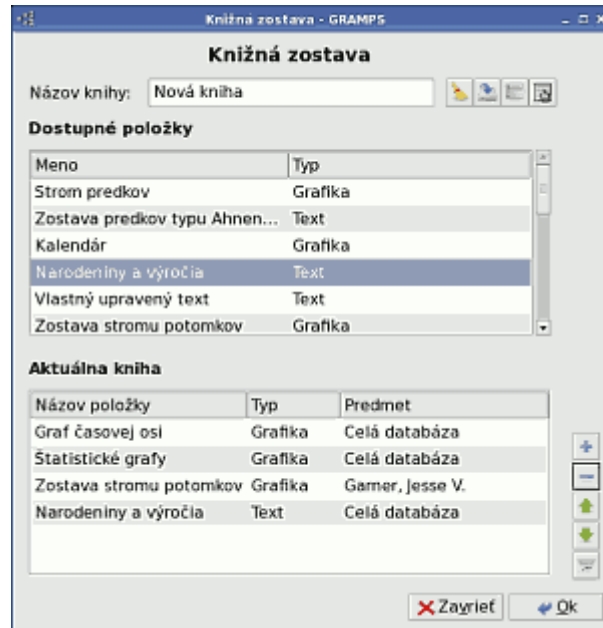 Knižná zostava - GRAMPS
Knižná zostava
Názov knihy: Nová kniha
Dostupné položky
Meno Typ
Strom predkov Grafika
Zostava predkov typu Ahnen... Text
Kalendár Grafika
Narodeniny a výročia Text
Vlastný upravený text Text
Zostava stromu potomkov Grafika
Aktuálna kniha
Názov položky Typ Predmet
Graf časovej osi Grafika Celá databáza
Štatistické grafy Grafika Celá databáza
Zostava stromu potomkov Grafika Garner, Jesse V.
Narodeniny a výročia Text Celá databáza
Zavrieť Ok